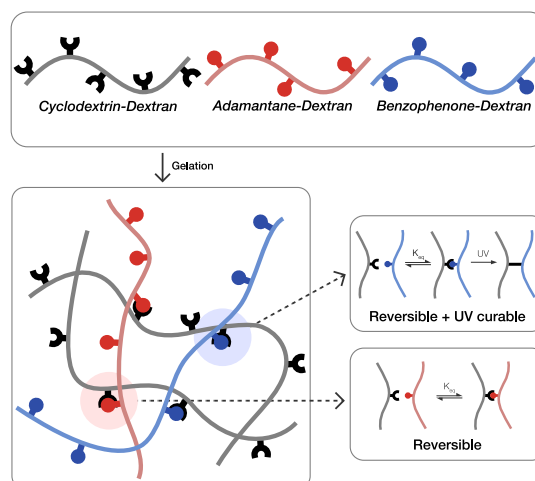 Cyclodextrin-Dextran Adamantane-Dextran Benzophenone-Dextran
Gelation
Keq UV
Reversible + UV curable
Keq
Reversible